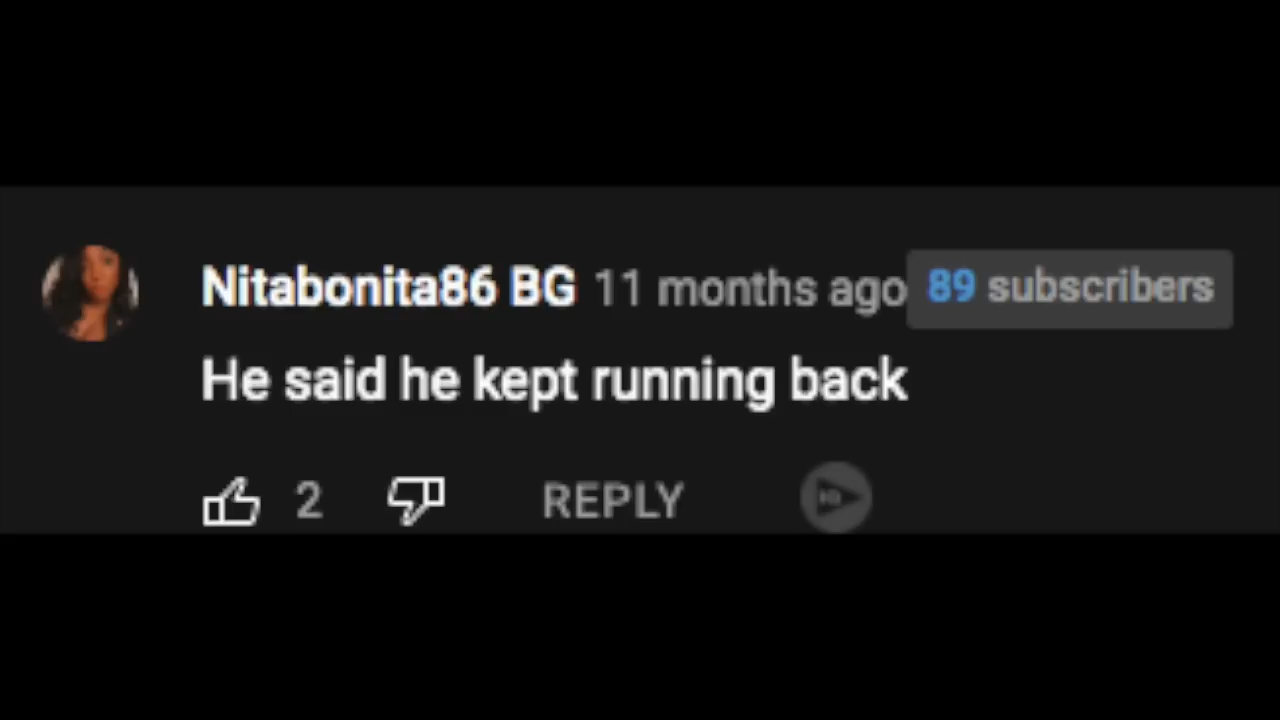 Nitabonita86 BG 11 months ago 89 subscribers
He said he kept running back
2 REPLY